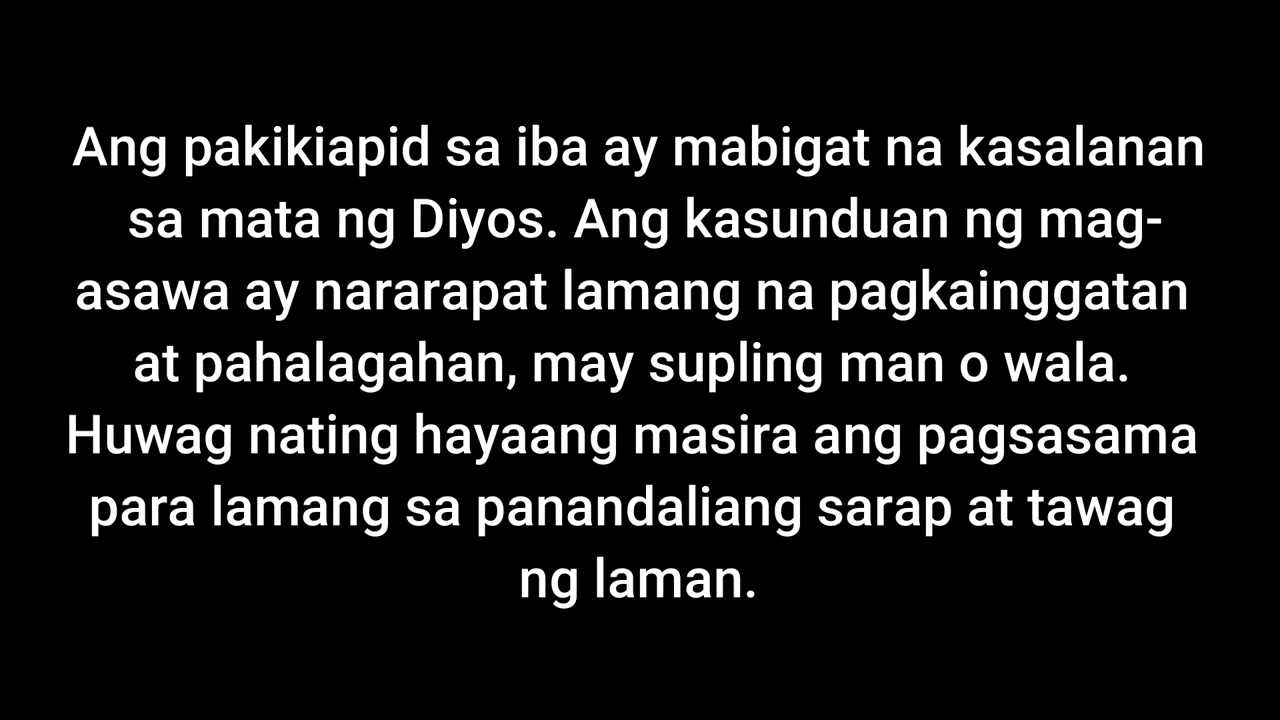 Ang pakikiapid sa iba ay mabigat na kasalanan
sa mata ng Diyos. Ang kasunduan ng mag-
asawa ay nararapat lamang na pagkainggatan
at pahalagahan, may supling man o wala.
Huwag nating hayaang masira ang pagsasama
para lamang sa panandaliang sarap at tawag
ng laman.